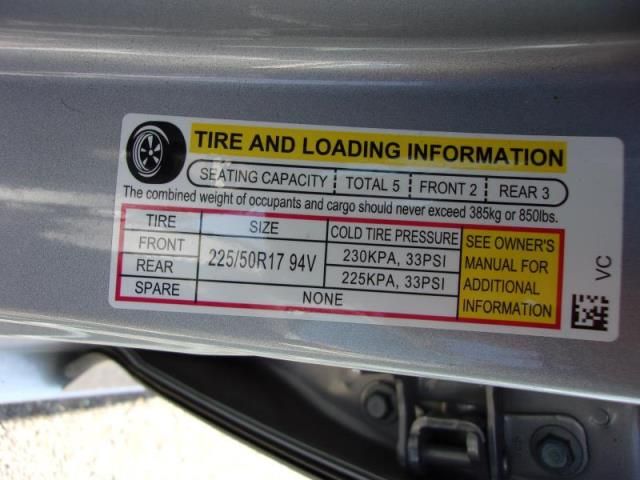 TIRE AND LOADING INFORMATION
SEATING CAPACITY TOTAL 5 FRONT 2 REAR 3
The combined weight of occupants and cargo should never exceed 385kg or 850lbs.
TIRE SIZE COLD TIRE PRESSURE
FRONT 225/50R17 94V 230KPA, 33PSI
REAR 225KPA, 33PSI
SPARE NONE
SEE OWNER'S
MANUAL FOR
ADDITIONAL
INFORMATION
VC